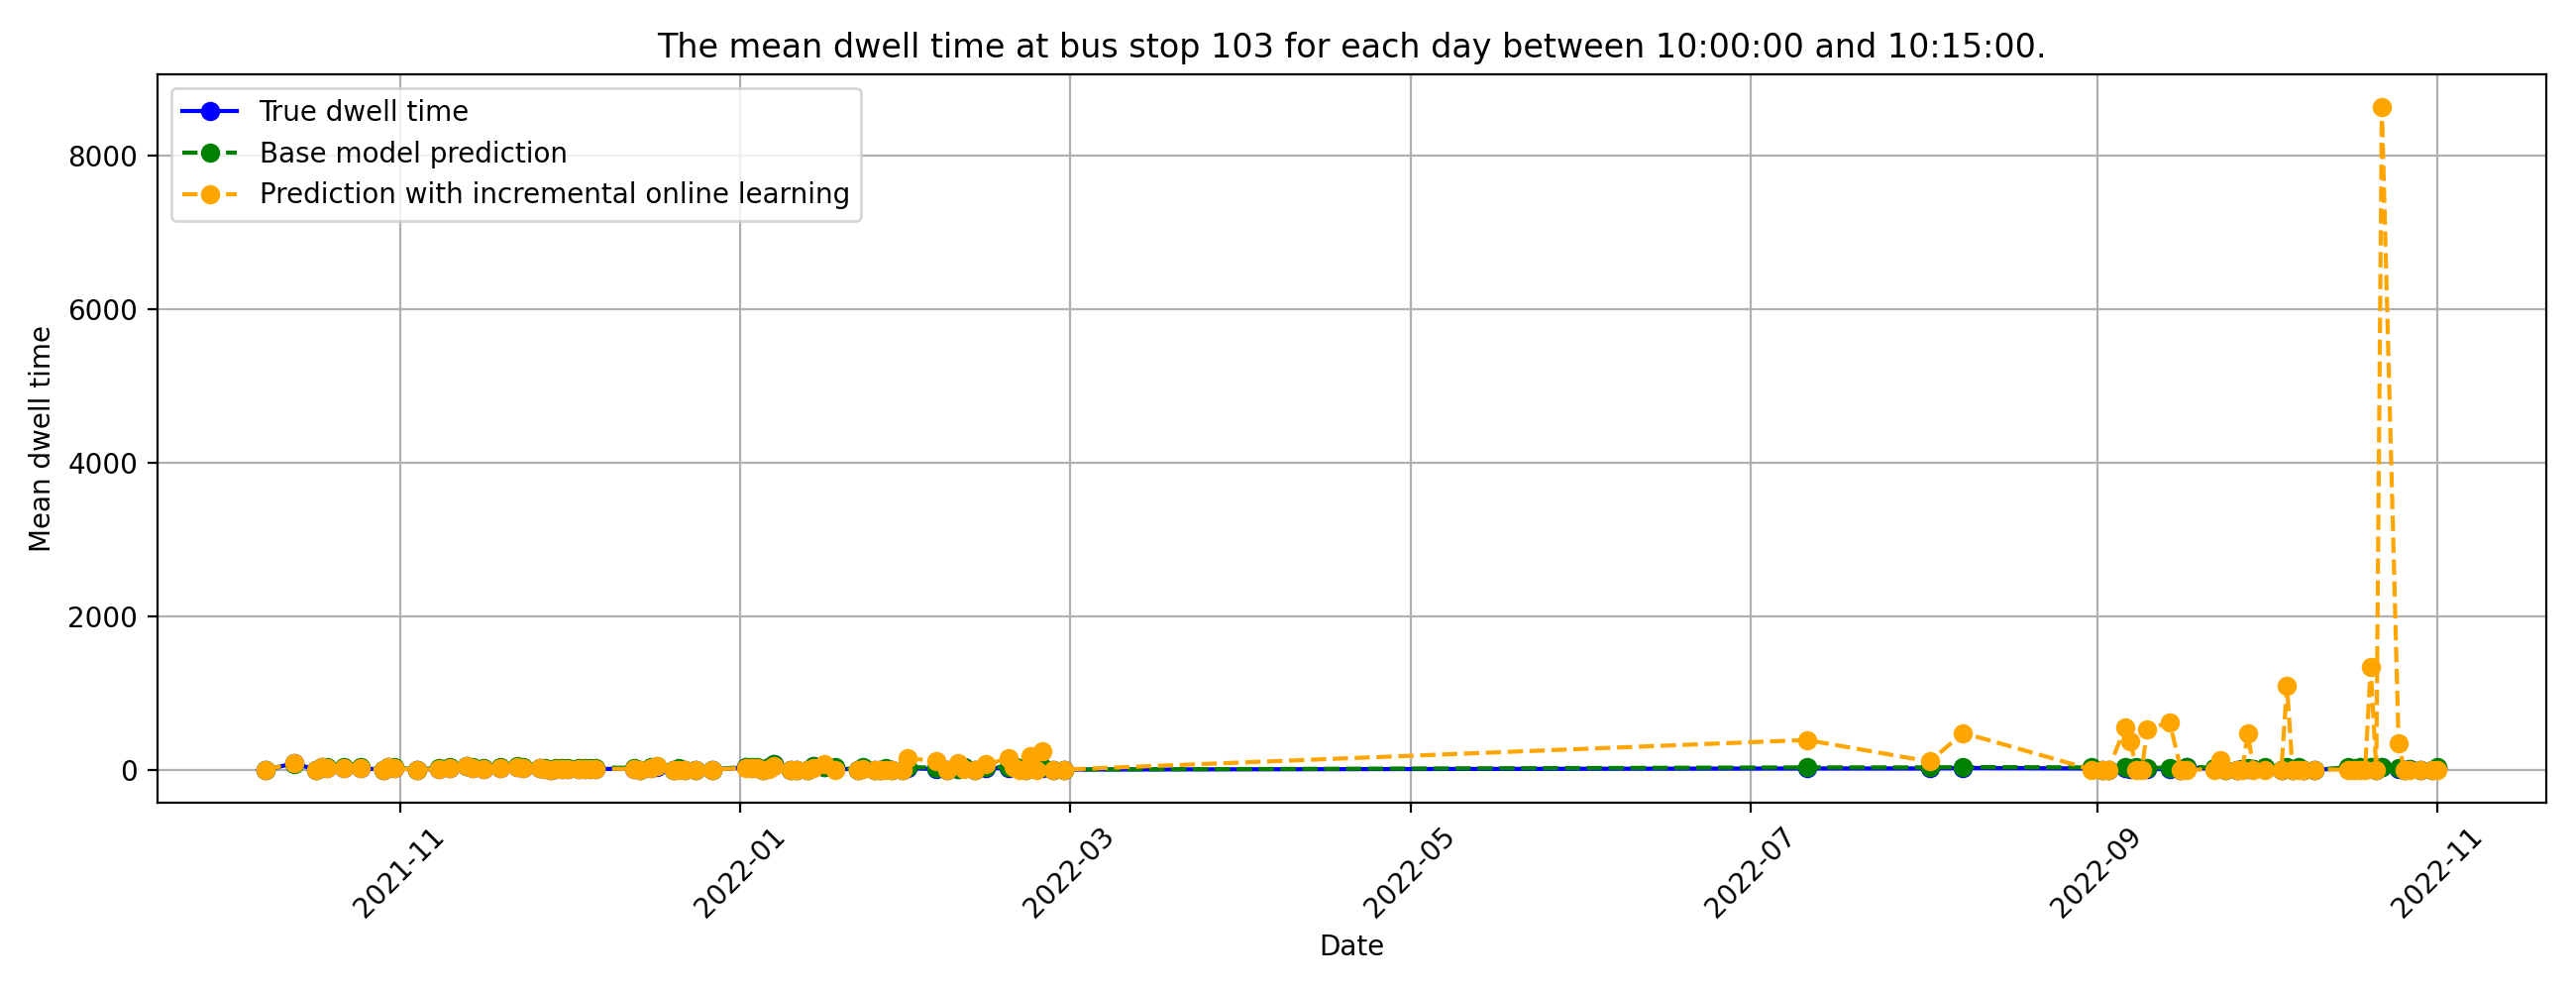 The mean dwell time at bus stop 103 for each day between 10:00:00 and 10:15:00.
True dwell time
Base model prediction
Prediction with incremental online learning
Mean dwell time
8000
6000
4000
2000
0
2021-11
2022-01
2022-03
2022-05
2022-07
2022-09
2022-11
Date